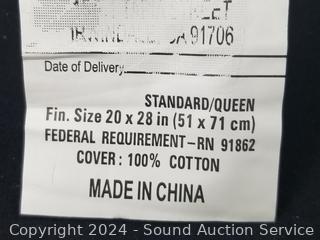 91706
Date of Delivery
STANDARD/QUEEN
Fin. Size 20 x 28 in (51 x 71 cm)
FEDERAL REQUIREMENT–RN 91862
COVER: 100% COTTON
MADE IN CHINA
Copyright © 2024 - Sound Auction Service